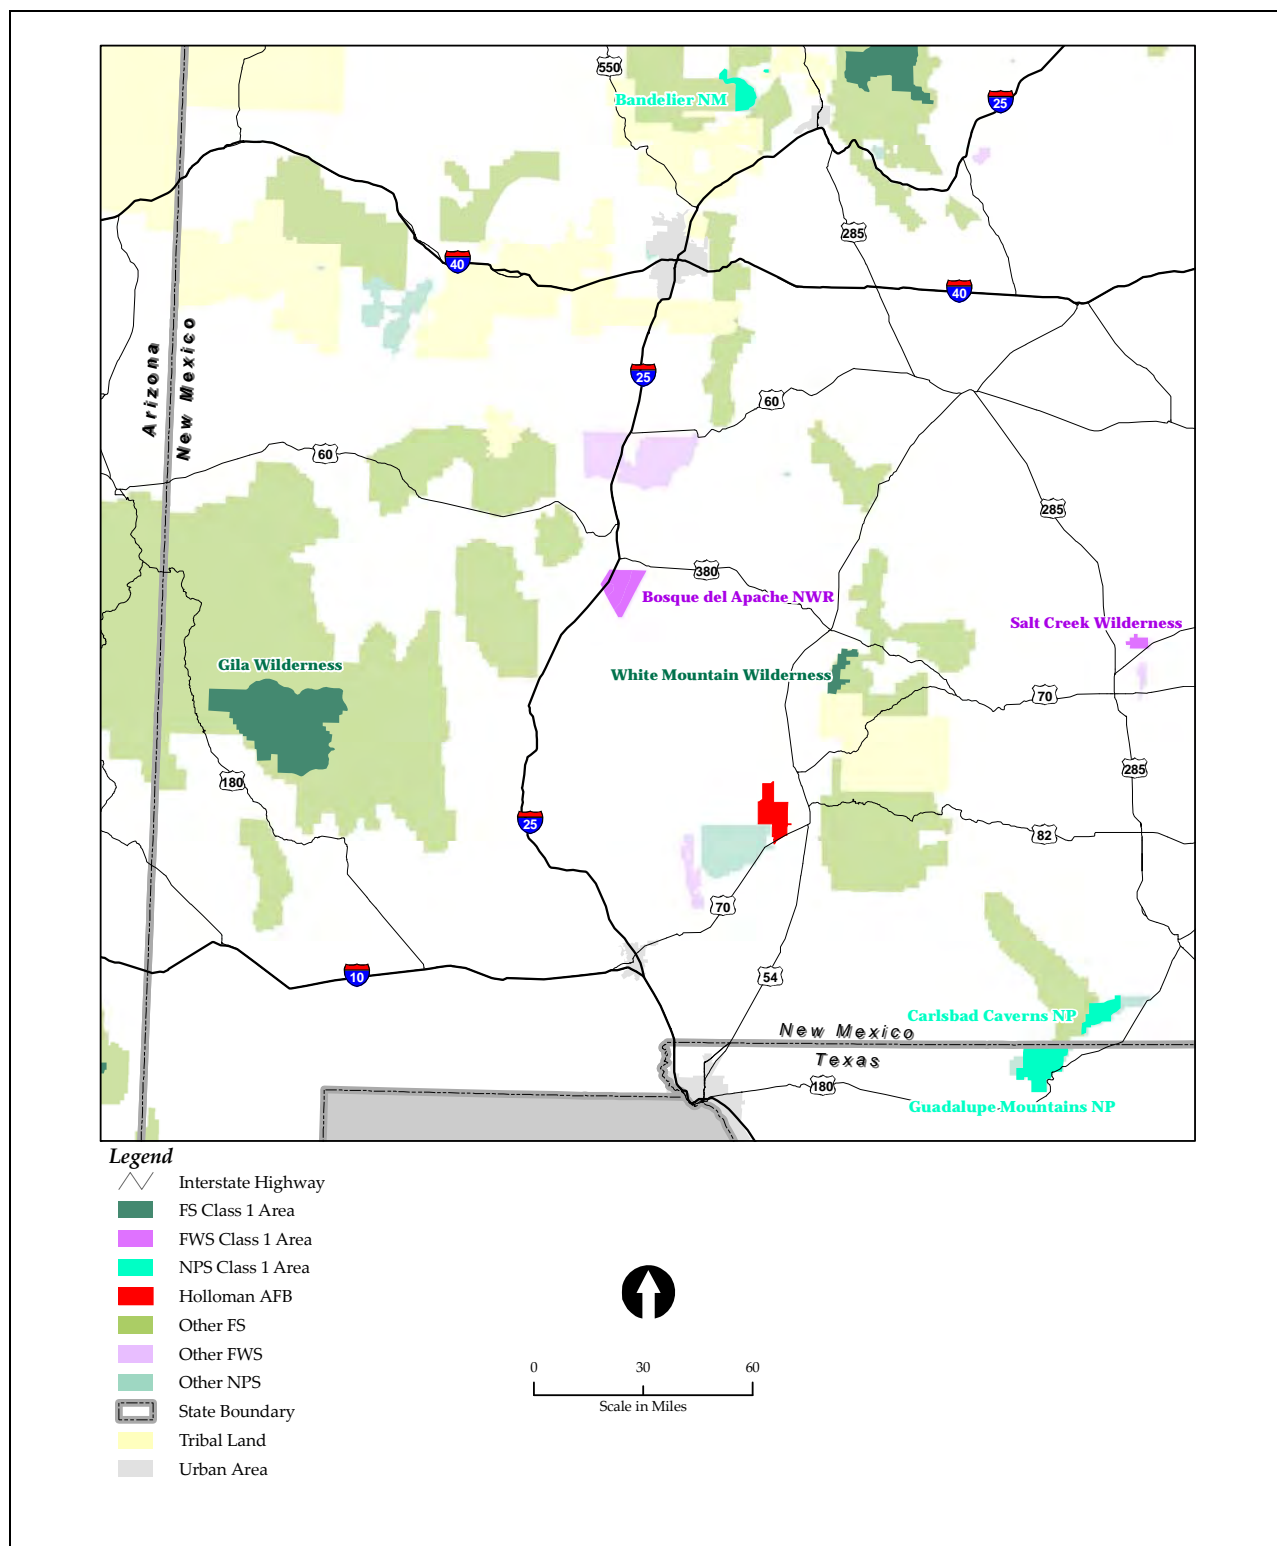 550
Bandelier NM
25
285
40
40
Arizona
New Mexico
25
60
60
285
380
Bosque del Apache NWR
Salt Creek Wilderness
Gila Wilderness
White Mountain Wilderness
70
180
285
25
82
70
10
54
Carlsbad Caverns NP
New Mexico
Texas
180
Guadalupe Mountains NP
Legend
Interstate Highway
FS Class 1 Area
FWS Class 1 Area
NPS Class 1 Area
Holloman AFB
Other FS
Other FWS
Other NPS
State Boundary
Tribal Land
Urban Area
0 30 60
Scale in Miles